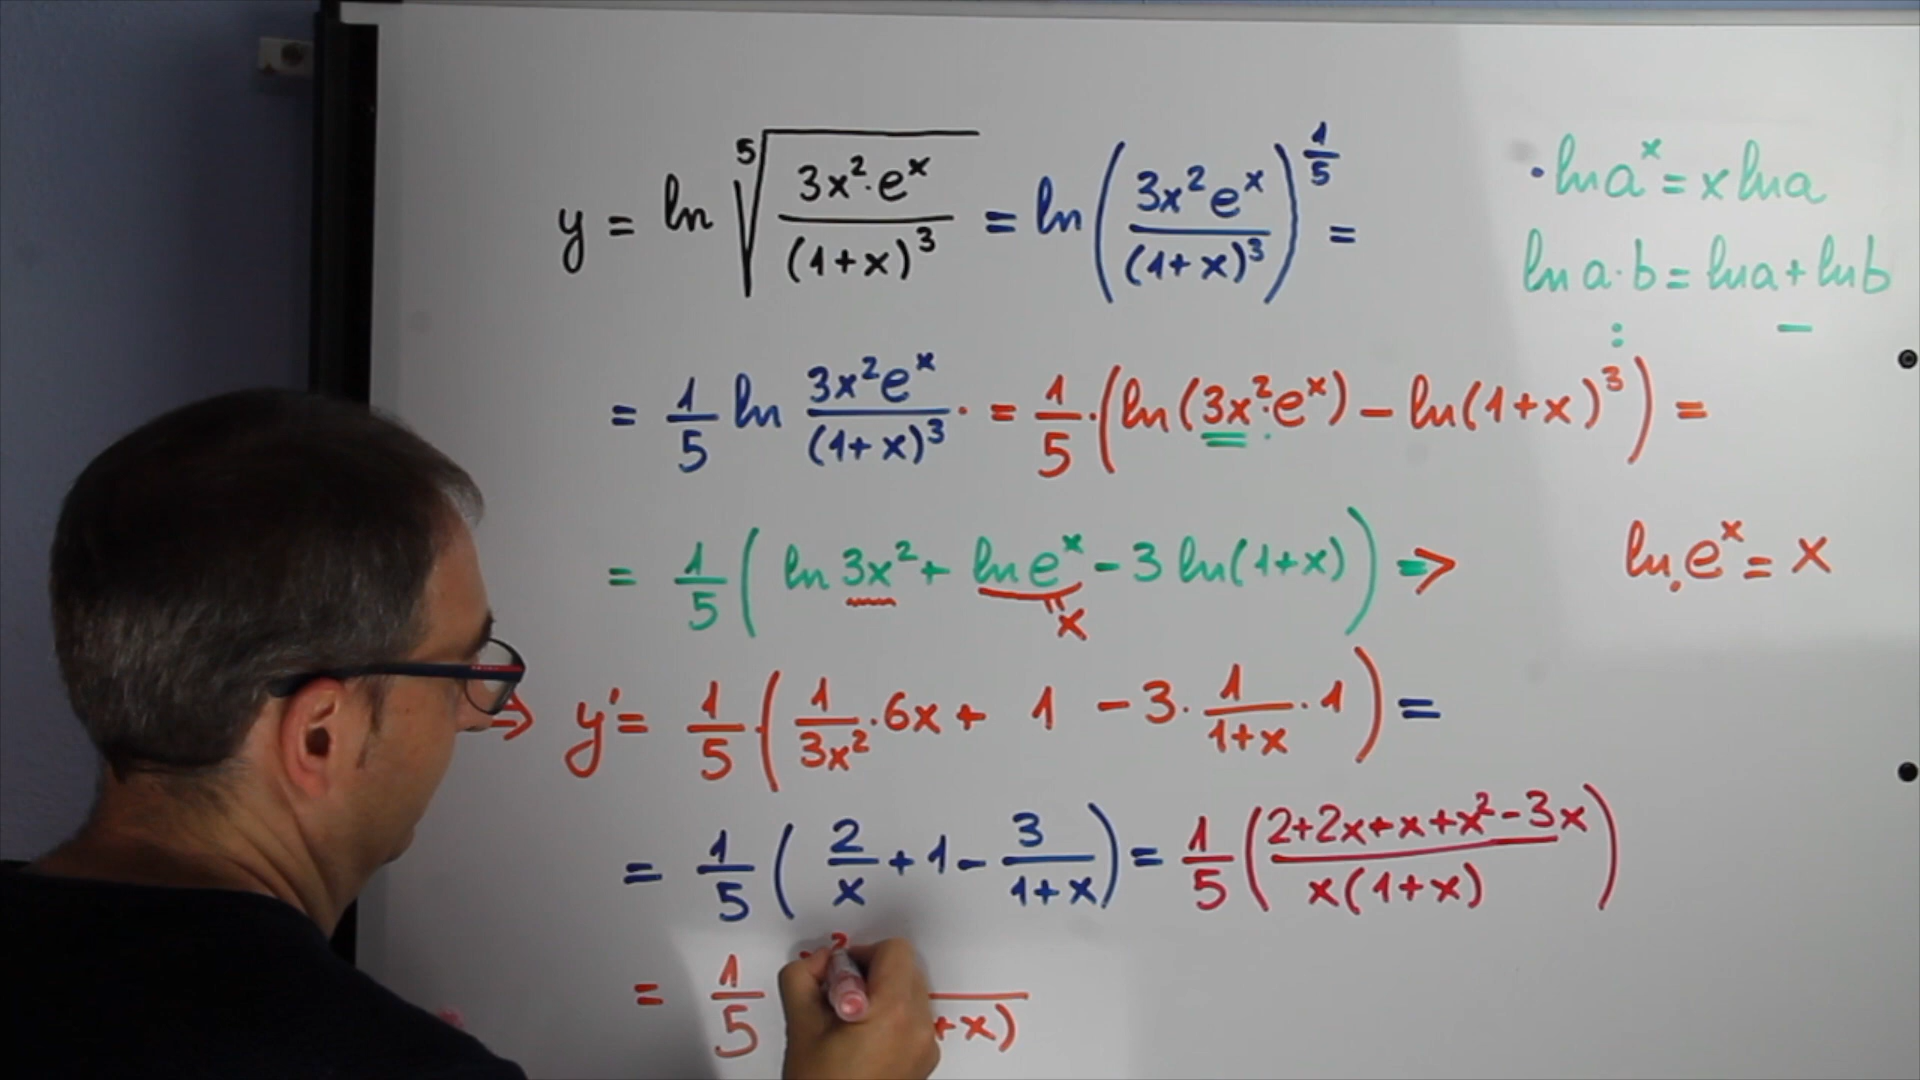 y = ln ⁵√(3x²·eˣ / (1+x)³) = ln(3x²eˣ / (1+x)³)^(1/5) =
·ln aˣ = x ln a
ln a·b = ln a + ln b
: −
= 1/5 ln 3x²eˣ / (1+x)³ · = 1/5·(ln(3x²·eˣ) − ln(1+x)³) =
= 1/5 (ln 3x² + ln eˣ − 3 ln(1+x)) =>
" x
ln eˣ = x
=> y' = 1/5·(1/3x² · 6x + 1 − 3 · 1/(1+x) · 1) =
= 1/5 (2/x + 1 − 3/(1+x)) = 1/5 ((2+2x+x+x²−3x) / x(1+x))
= 1/5 ² +x)